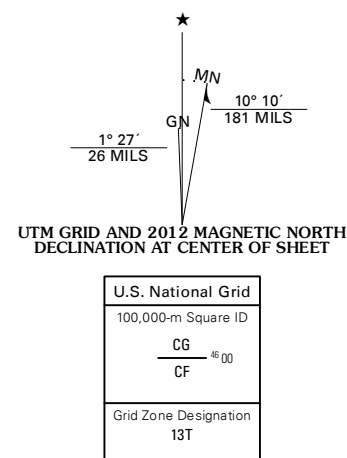 ★
MN
GN
10° 10´
181 MILS
1° 27´
26 MILS
UTM GRID AND 2012 MAGNETIC NORTH
DECLINATION AT CENTER OF SHEET
U.S. National Grid
100,000-m Square ID
CG
46 00
CF
Grid Zone Designation
13T